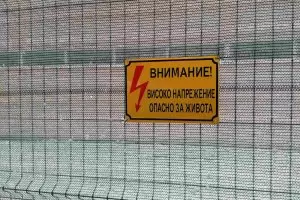 ВНИМАНИЕ!
ВИСОКО НАПРЕЖЕНИЕ
ОПАСНО ЗА ЖИВОТА